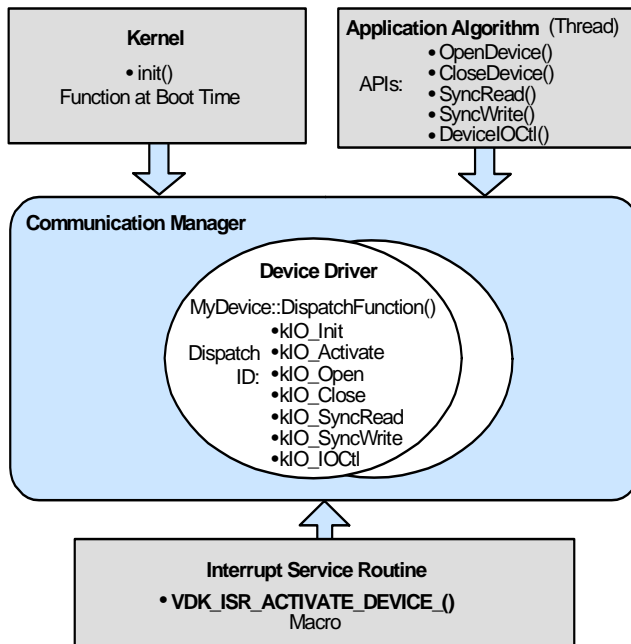 Kernel
• init()
Function at Boot Time
Application Algorithm (Thread)
APIs:
• OpenDevice()
• CloseDevice()
• SyncRead()
• SyncWrite()
• DeviceIOCtl()
Communication Manager
Device Driver
MyDevice::DispatchFunction()
Dispatch
ID:
•kIO_Init
•kIO_Activate
•kIO_Open
•kIO_Close
•kIO_SyncRead
•kIO_SyncWrite
•kIO_IOCtl
Interrupt Service Routine
• VDK_ISR_ACTIVATE_DEVICE_()
Macro